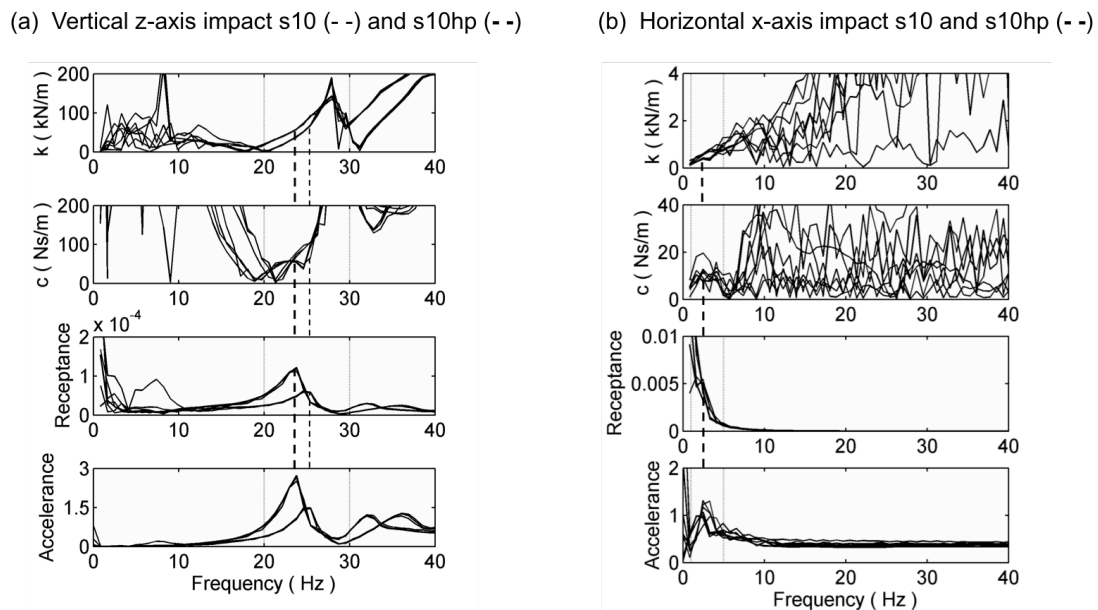 (a) Vertical z-axis impact s10 (- -) and s10hp (- -)
200
100
0
k ( kN/m )
0 10 20 30 40
200
100
0
c ( Ns/m )
0 10 20 30 40
x 10-4
2
1
0
Receptance
0 10 20 30 40
3
1.5
0
Accelerance
0 10 20 30 40
Frequency ( Hz )
(b) Horizontal x-axis impact s10 and s10hp (- -)
4
2
0
k ( kN/m )
0 10 20 30 40
40
20
0
c ( Ns/m )
0 10 20 30 40
0.01
0.005
0
Receptance
0 10 20 30 40
2
1
0
Accelerance
0 10 20 30 40
Frequency ( Hz )